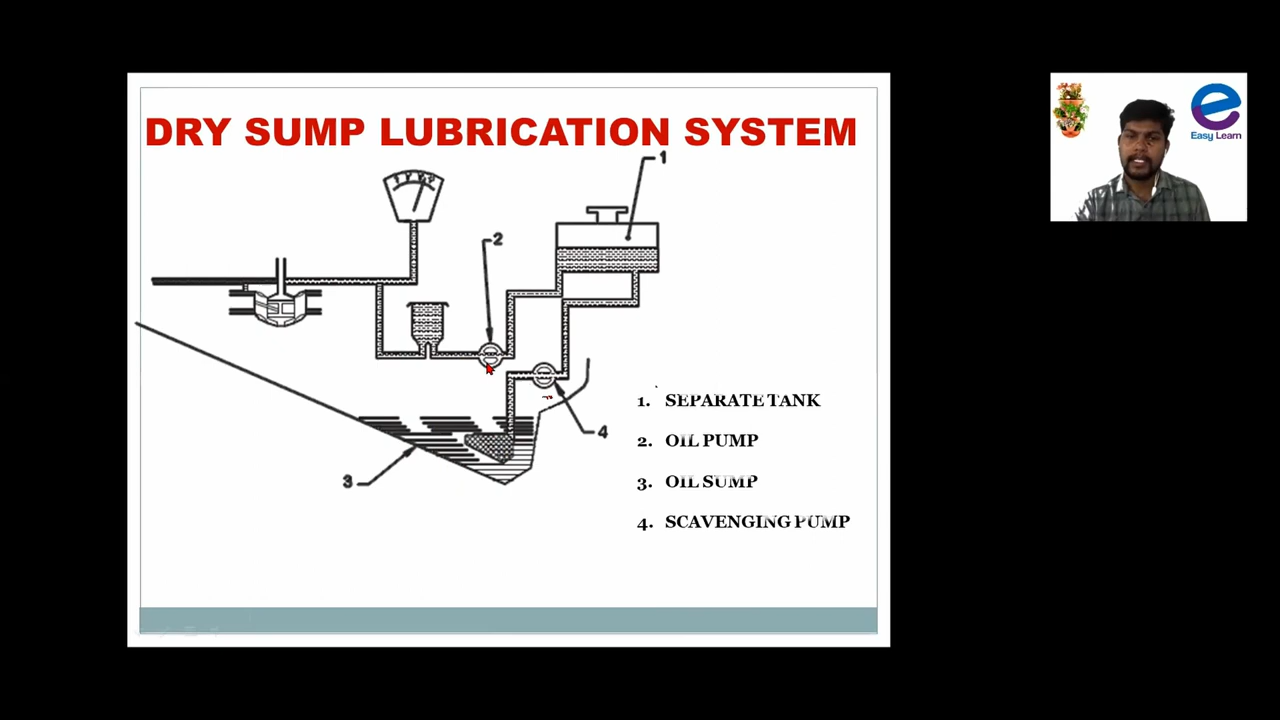 DRY SUMP LUBRICATION SYSTEM
1
2
3
4
1. SEPARATE TANK
2. OIL PUMP
3. OIL SUMP
4. SCAVENGING PUMP
e
Easy Learn